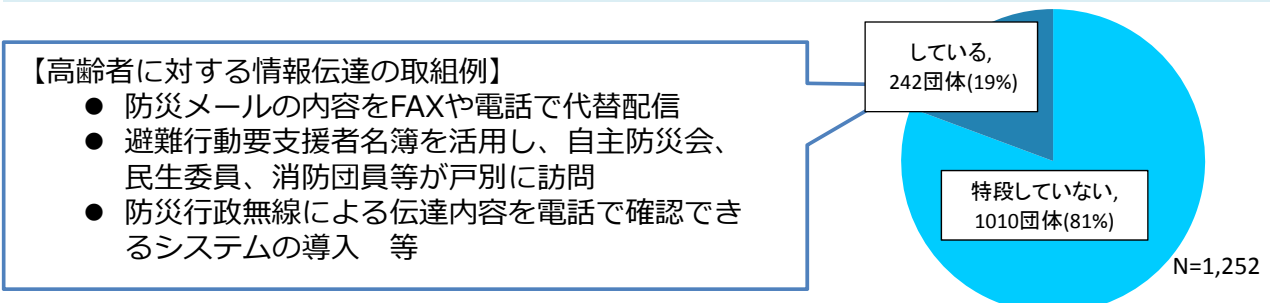 【高齢者に対する情報伝達の取組例】
● 防災メールの内容をFAXや電話で代替配信
● 避難行動要支援者名簿を活用し、自主防災会、
民生委員、消防団員等が戸別に訪問
● 防災行政無線による伝達内容を電話で確認でき
るシステムの導入　等
している,
242団体(19%)
特段していない,
1010団体(81%)
N=1,252